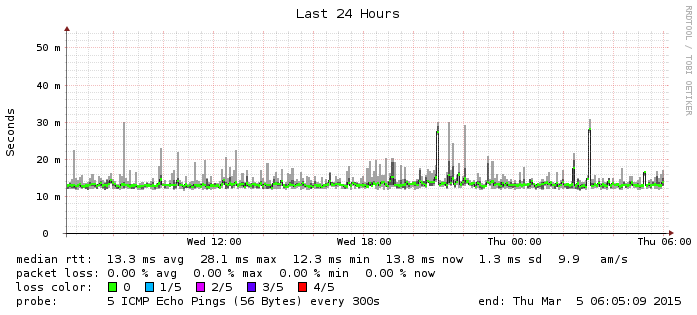 Last 24 Hours
RRDTOOL / TOBI OETIKER
Seconds
50 m
40 m
30 m
20 m
10 m
0
Wed 12:00 Wed 18:00 Thu 00:00 Thu 06:00
median rtt: 13.3 ms avg 28.1 ms max 12.3 ms min 13.8 ms now 1.3 ms sd 9.9 am/s
packet loss: 0.00 % avg 0.00 % max 0.00 % min 0.00 % now
loss color: 0 1/5 2/5 3/5 4/5
probe: 5 ICMP Echo Pings (56 Bytes) every 300s end: Thu Mar 5 06:05:09 2015